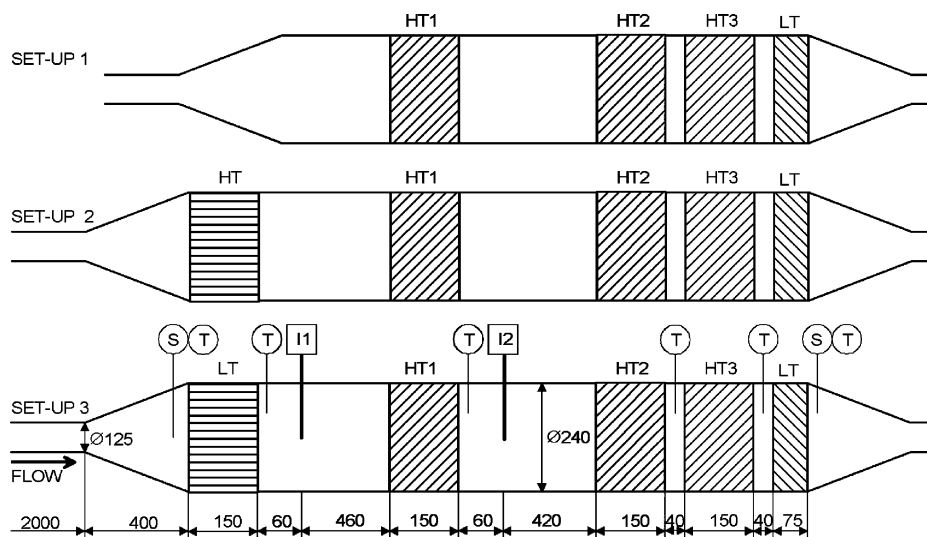 HT1 HT2 HT3 LT
SET-UP 1
HT HT1 HT2 HT3 LT
SET-UP 2
S T T I1 T I2 T T S T
LT HT1 HT2 HT3 LT
SET-UP 3
Ø125 Ø240
FLOW
2000 400 150 60 460 150 60 420 150 40 150 40 75